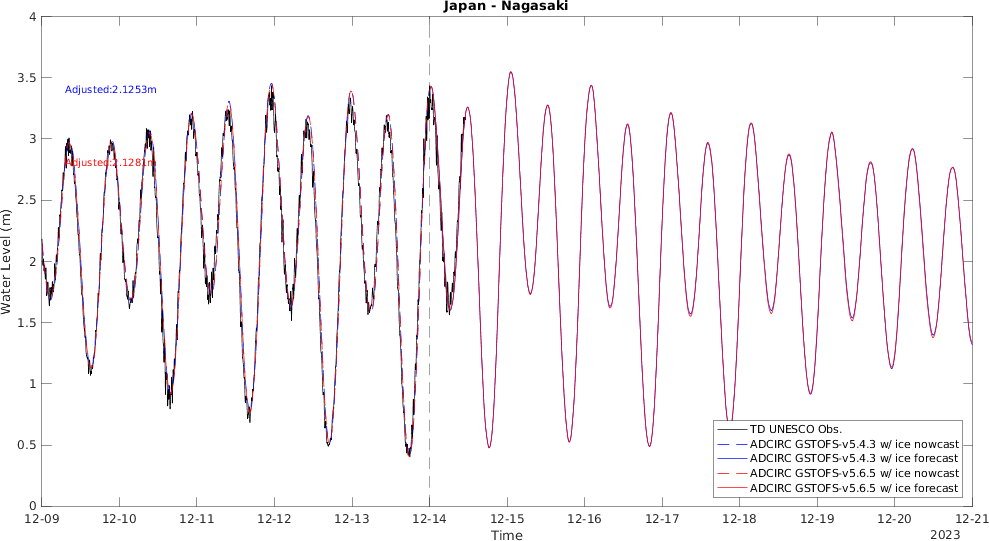 Japan - Nagasaki
Water Level (m)
4
3.5
3
2.5
2
1.5
1
0.5
0
Adjusted:2.1253m
Adjusted:2.1281m
TD UNESCO Obs.
ADCIRC GSTOFS-v5.4.3 w/ ice nowcast
ADCIRC GSTOFS-v5.4.3 w/ ice forecast
ADCIRC GSTOFS-v5.6.5 w/ ice nowcast
ADCIRC GSTOFS-v5.6.5 w/ ice forecast
12-09 12-10 12-11 12-12 12-13 12-14 12-15 12-16 12-17 12-18 12-19 12-20 12-21
Time
2023